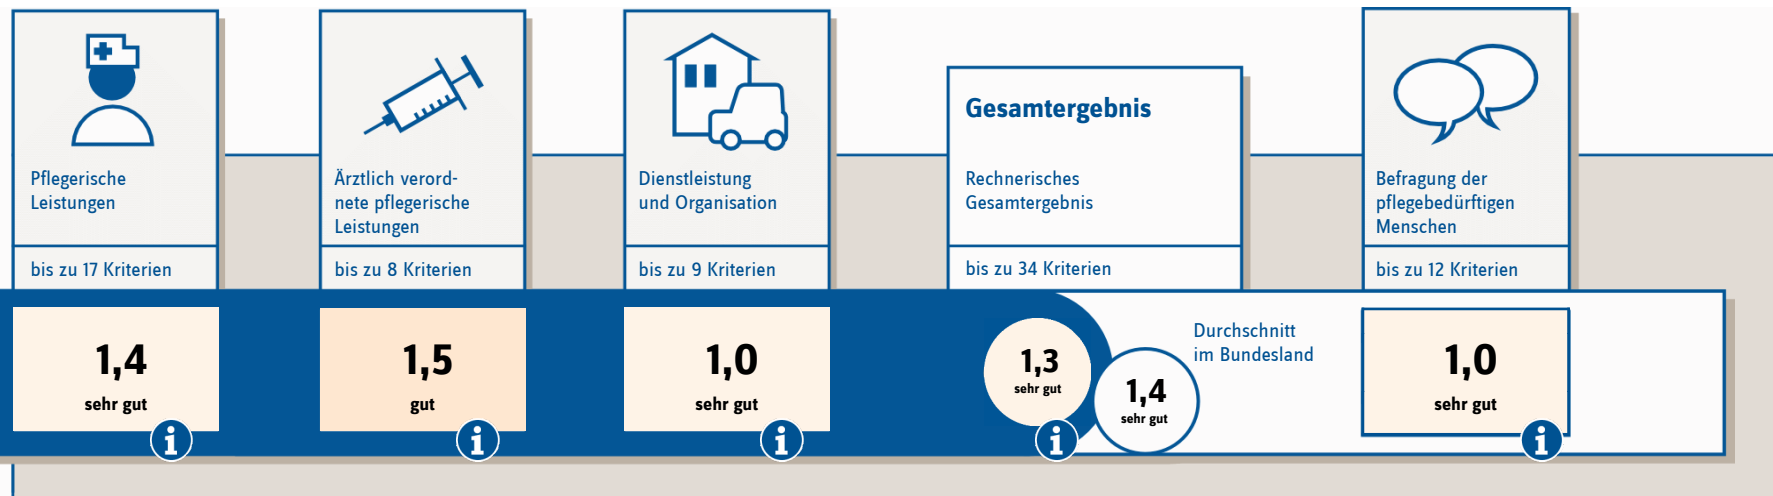 Pflegerische
Leistungen
bis zu 17 Kriterien
1,4
sehr gut
i
Ärztlich verord-
nete pflegerische
Leistungen
bis zu 8 Kriterien
1,5
gut
i
Dienstleistung
und Organisation
bis zu 9 Kriterien
1,0
sehr gut
i
Gesamtergebnis
Rechnerisches
Gesamtergebnis
bis zu 34 Kriterien
1,3
sehr gut
i
1,4
sehr gut
Durchschnitt
im Bundesland
Befragung der
pflegebedürftigen
Menschen
bis zu 12 Kriterien
1,0
sehr gut
i